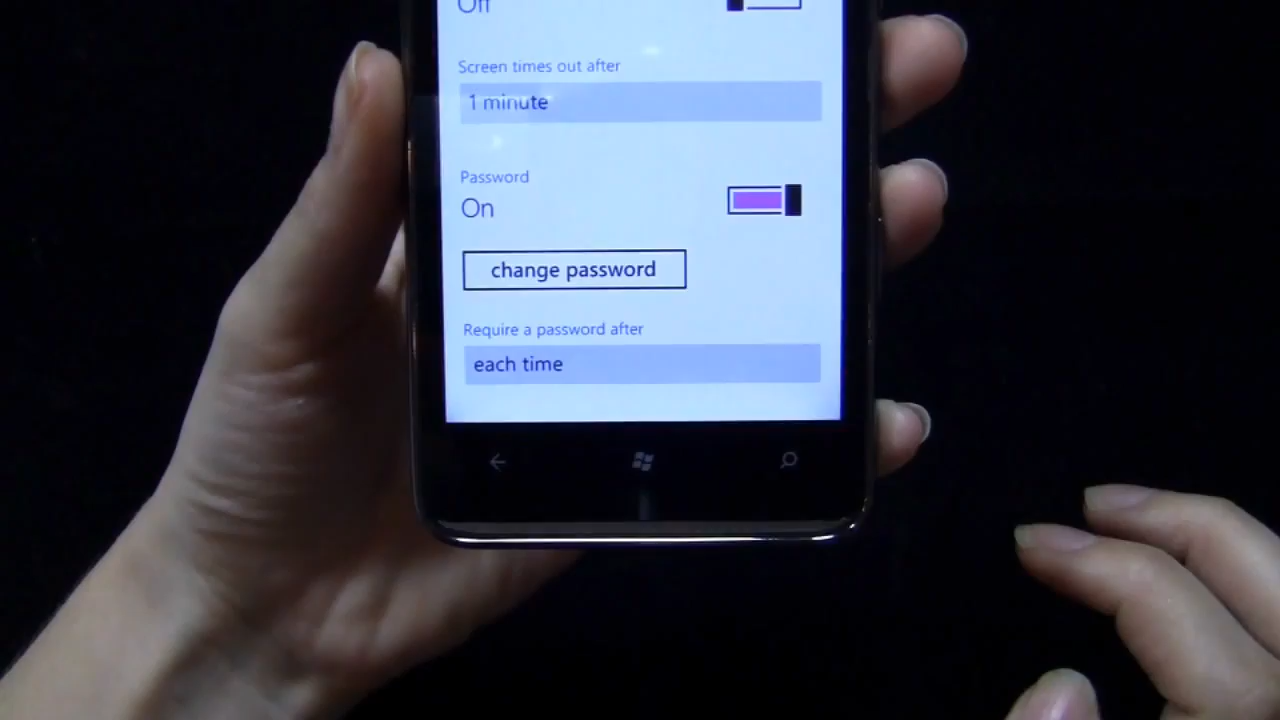 Off
Screen times out after
1 minute
Password
On
change password
Require a password after
each time